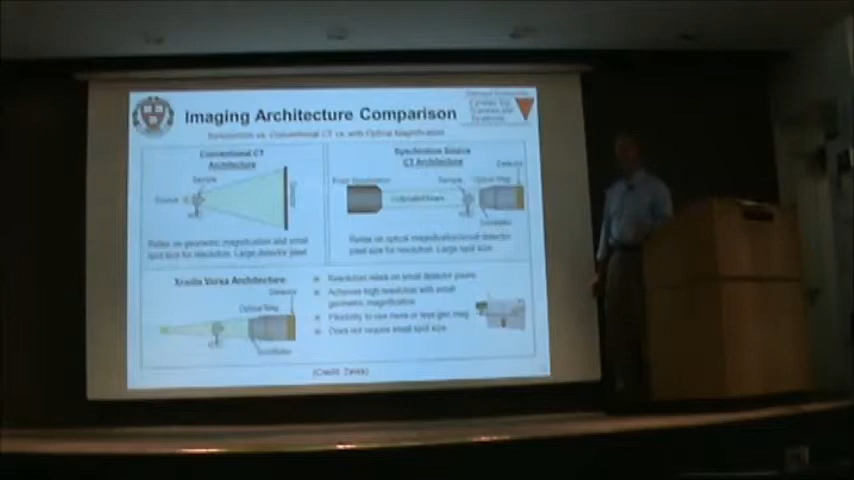 Imaging Architecture Comparison
Synchrotron vs. Conventional CT vs. with Optical Magnification
Conventional CT
Architecture
Sample
Source
Detector
Relies on geometric magnification and small
spot size for resolution. Large detector pixel
Synchrotron Source
CT Architecture
Detector
Sample
Optical Mag
From Synchrotron
Collimated beam
Scintillator
Relies on optical magnification/small detector
pixel size for resolution. Large spot size
Xradia Versa Architecture
Detector
Optical Mag
Scintillator
Resolution relies on small detector pixels
Achieves high resolution with small
geometric magnification
Flexibility to use more or less geo mag
Does not require small spot size
(Credit: Zeiss)